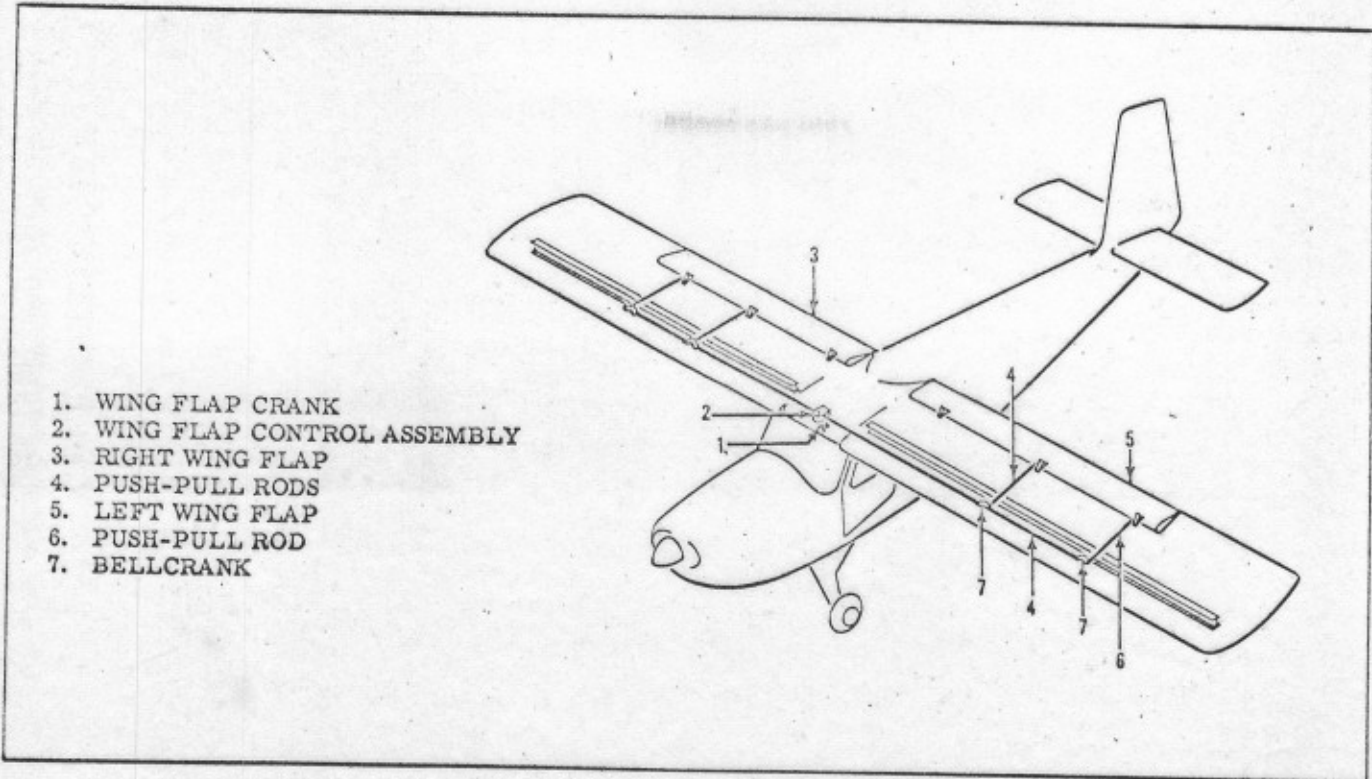 1. WING FLAP CRANK
2. WING FLAP CONTROL ASSEMBLY
3. RIGHT WING FLAP
4. PUSH-PULL RODS
5. LEFT WING FLAP
6. PUSH-PULL ROD
7. BELLCRANK
3
4
2
1
5
7
4
7
6